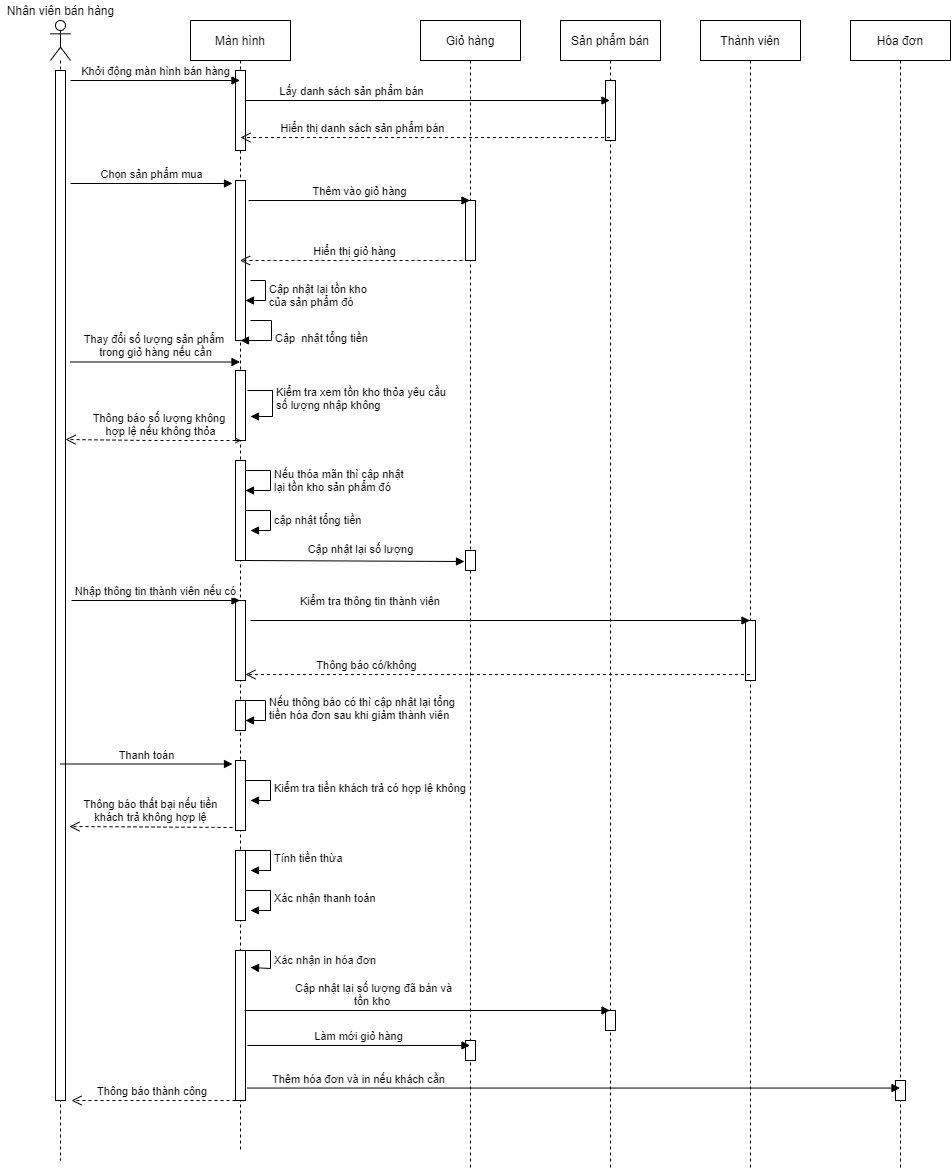 Nhân viên bán hàng
Màn hình
Giỏ hàng
Sản phẩm bán
Thành viên
Hóa đơn
Khởi động màn hình bán hàng
Lấy danh sách sản phẩm bán
Hiển thị danh sách sản phẩm bán
Chọn sản phẩm mua
Thêm vào giỏ hàng
Hiển thị giỏ hàng
Cập nhật lại tồn kho
của sản phẩm đó
Cập nhật tổng tiền
Thay đổi số lượng sản phẩm
trong giỏ hàng nếu cần
Kiểm tra xem tồn kho thỏa yêu cầu
số lượng nhập không
Thông báo số lượng không
hợp lệ nếu không thỏa
Nếu thóa mãn thì cập nhật
lại tồn kho sản phẩm đó
cập nhật tổng tiền
Cập nhật lại số lượng
Nhập thông tin thành viên nếu có
Kiểm tra thông tin thành viên
Thông báo có/không
Nếu thông báo có thì cập nhật lại tổng
tiền hóa đơn sau khi giảm thành viên
Thanh toán
Kiểm tra tiền khách trả có hợp lệ không
Thông báo thất bại nếu tiền
khách trả không hợp lệ
Tính tiền thừa
Xác nhận thanh toán
Xác nhận in hóa đơn
Cập nhật lại số lượng đã bán và
tồn kho
Làm mới giỏ hàng
Thêm hóa đơn và in nếu khách cần
Thông báo thành công